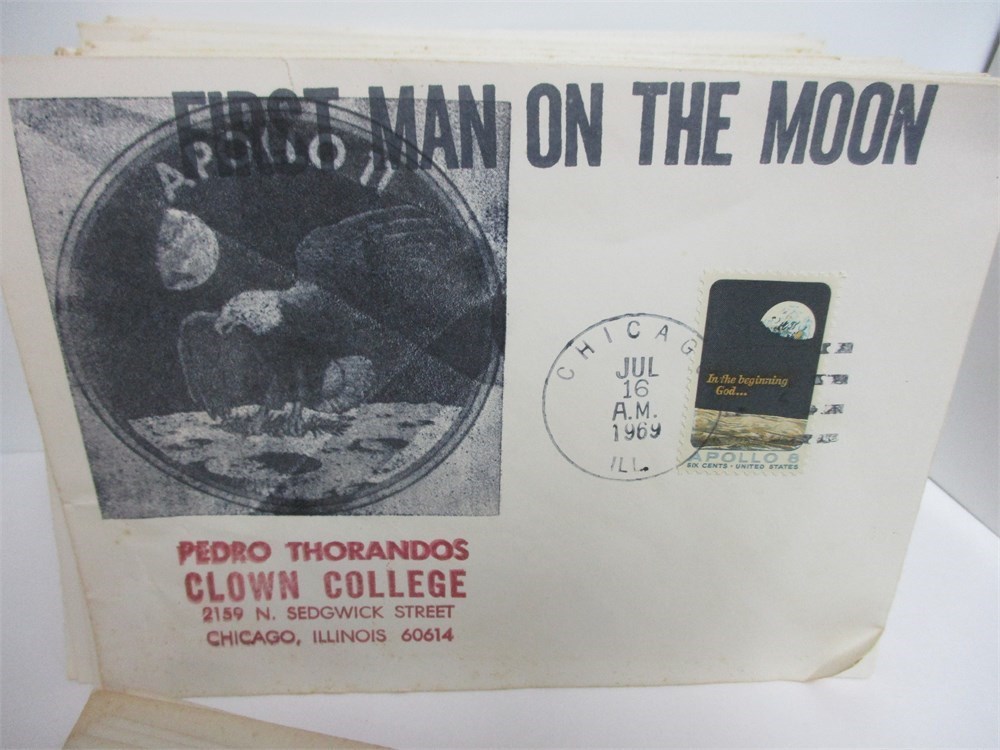 FIRST MAN ON THE MOON
APOLLO 11
CHICAG
JUL
16
A.M.
1969
ILL.
In the beginning
God...
APOLLO 8
SIX CENTS · UNITED STATES
PEDRO THORANDOS
CLOWN COLLEGE
2159 N. SEDGWICK STREET
CHICAGO, ILLINOIS 60614